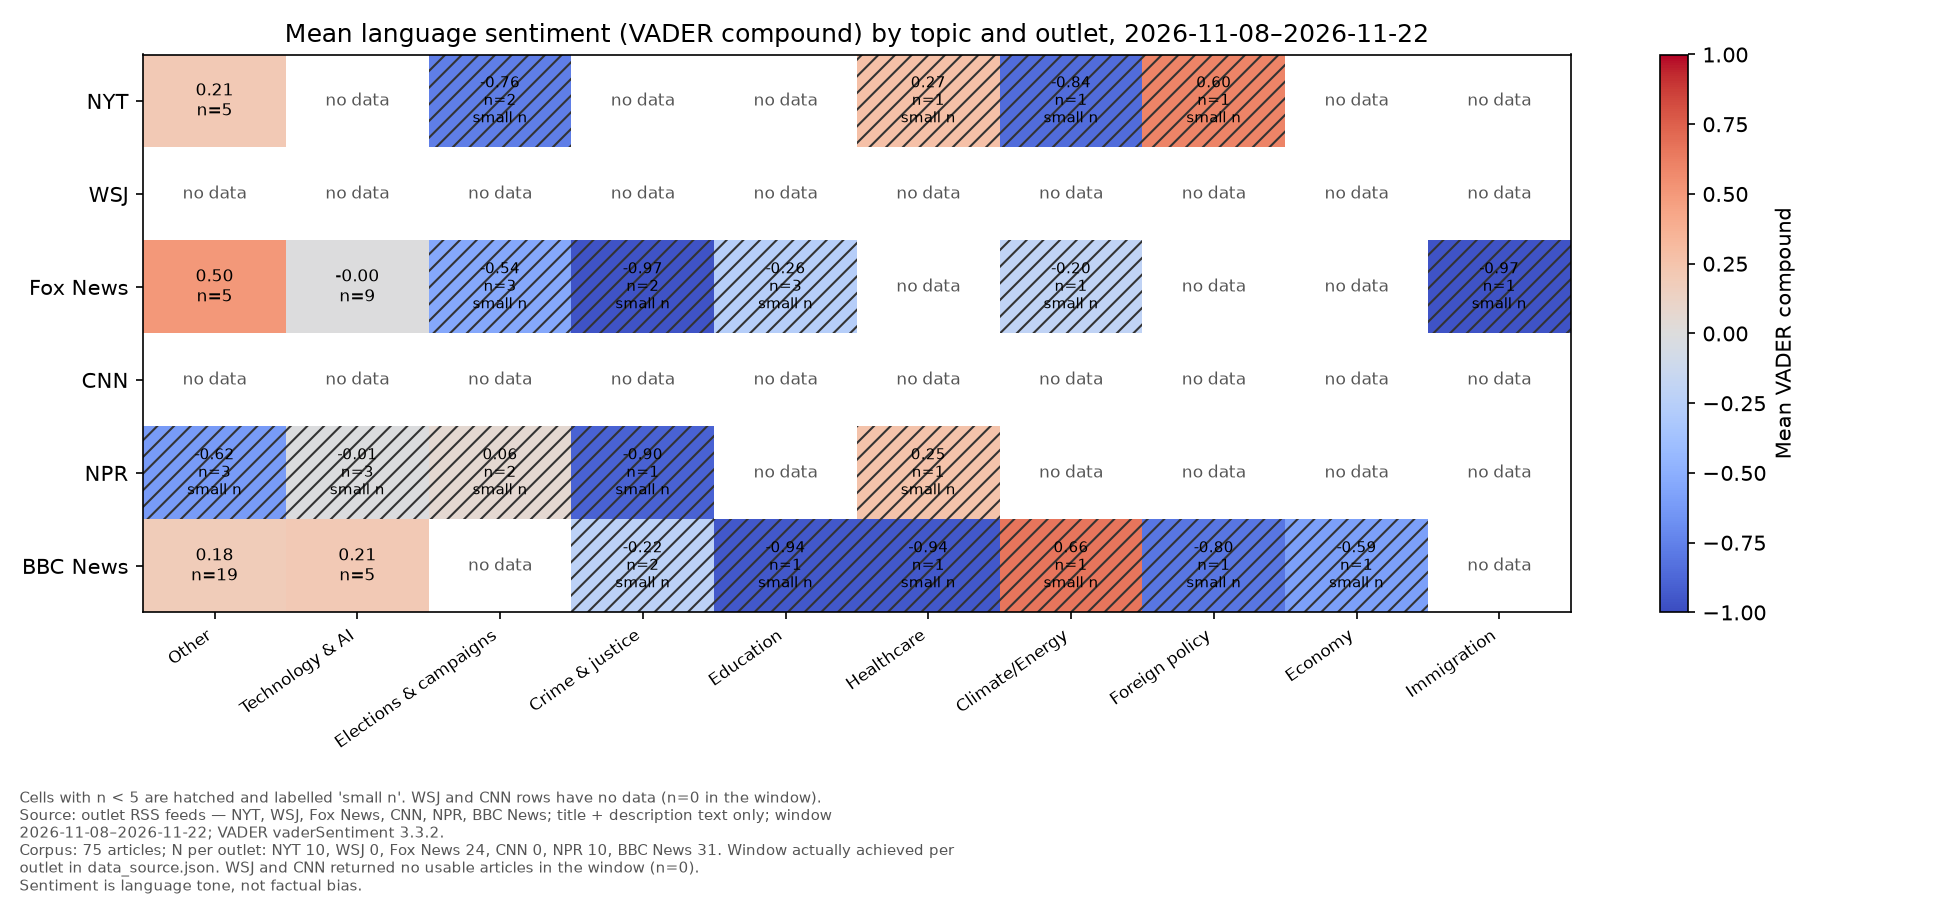 Mean language sentiment (VADER compound) by topic and outlet, 2026-11-08–2026-11-22
NYT
0.21
n=5
no data
-0.76
n=2
small n
no data
no data
0.27
n=1
small n
-0.84
n=1
small n
0.60
n=1
small n
no data
no data
WSJ
no data
no data
no data
no data
no data
no data
no data
no data
no data
no data
Fox News
0.50
n=5
-0.00
n=9
-0.54
n=3
small n
-0.97
n=2
small n
-0.26
n=3
small n
no data
-0.20
n=1
small n
no data
no data
-0.97
n=1
small n
CNN
no data
no data
no data
no data
no data
no data
no data
no data
no data
no data
NPR
-0.62
n=3
small n
-0.01
n=3
small n
0.06
n=2
small n
-0.90
n=1
small n
no data
0.25
n=1
small n
no data
no data
no data
no data
BBC News
0.18
n=19
0.21
n=5
no data
-0.22
n=2
small n
-0.94
n=1
small n
-0.94
n=1
small n
0.66
n=1
small n
-0.80
n=1
small n
-0.59
n=1
small n
no data
Other
Technology & AI
Elections & campaigns
Crime & justice
Education
Healthcare
Climate/Energy
Foreign policy
Economy
Immigration
1.00
0.75
0.50
0.25
0.00
−0.25
−0.50
−0.75
−1.00
Mean VADER compound
Cells with n < 5 are hatched and labelled 'small n'. WSJ and CNN rows have no data (n=0 in the window).
Source: outlet RSS feeds — NYT, WSJ, Fox News, CNN, NPR, BBC News; title + description text only; window
2026-11-08–2026-11-22; VADER vaderSentiment 3.3.2.
Corpus: 75 articles; N per outlet: NYT 10, WSJ 0, Fox News 24, CNN 0, NPR 10, BBC News 31. Window actually achieved per
outlet in data_source.json. WSJ and CNN returned no usable articles in the window (n=0).
Sentiment is language tone, not factual bias.